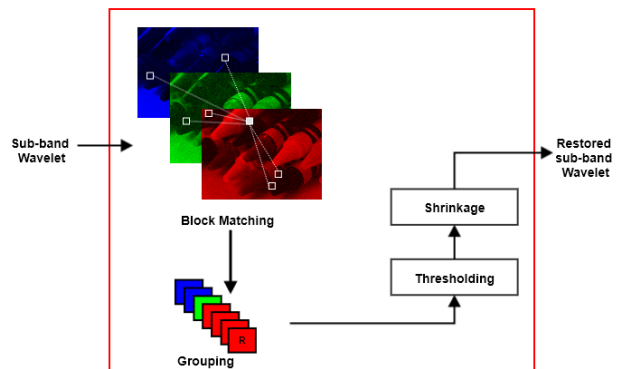 Sub-band
Wavelet
Block Matching
R
Grouping
Thresholding
Shrinkage
Restored
sub-band
Wavelet